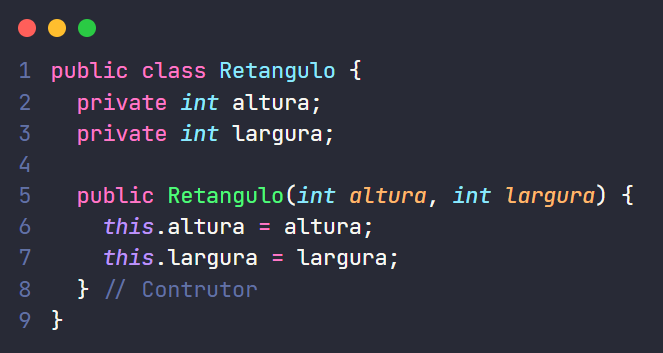 1 public class Retangulo {
2   private int altura;
3   private int largura;
4
5   public Retangulo(int altura, int largura) {
6     this.altura = altura;
7     this.largura = largura;
8   } // Contrutor
9 }